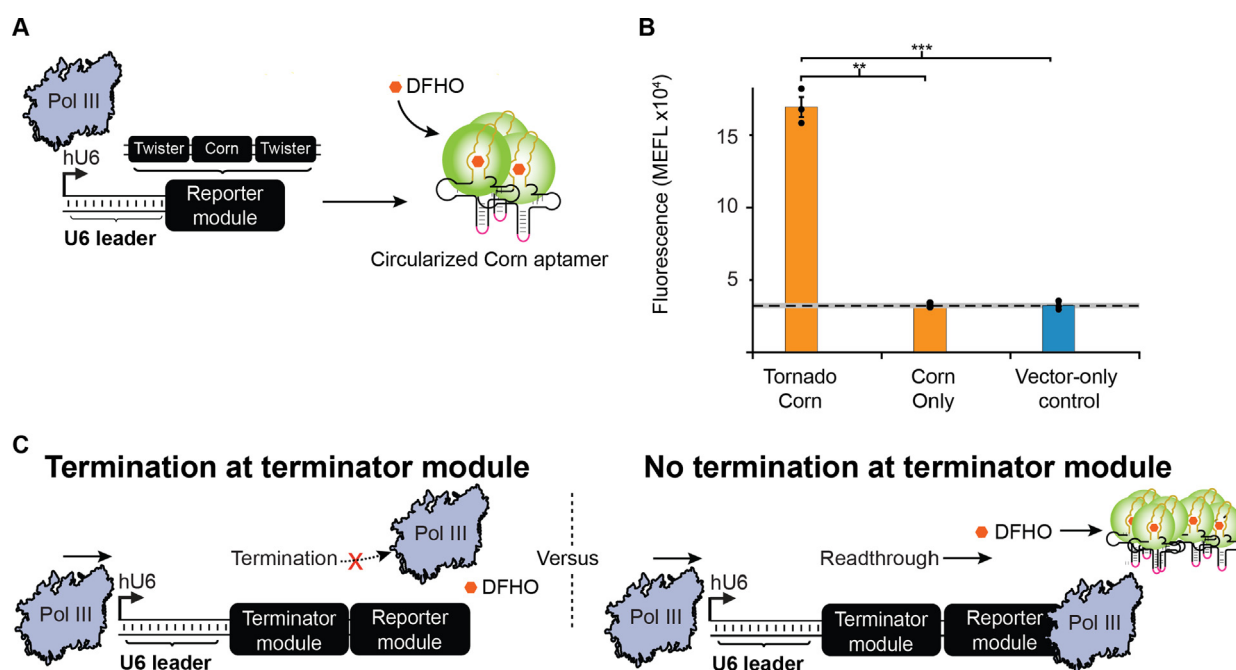 A
Pol III
hU6
Twister Corn Twister
Reporter
module
U6 leader
DFHO
Circularized Corn aptamer
B
Fluorescence (MEFL x10⁴)
***
**
15
10
5
Tornado
Corn
Corn
Only
Vector-only
control
C
Termination at terminator module
Pol III
hU6
Termination
X
Pol III
DFHO
Terminator
module
Reporter
module
U6 leader
Versus
No termination at terminator module
Pol III
hU6
Readthrough
DFHO
Terminator
module
Reporter
module
Pol III
U6 leader